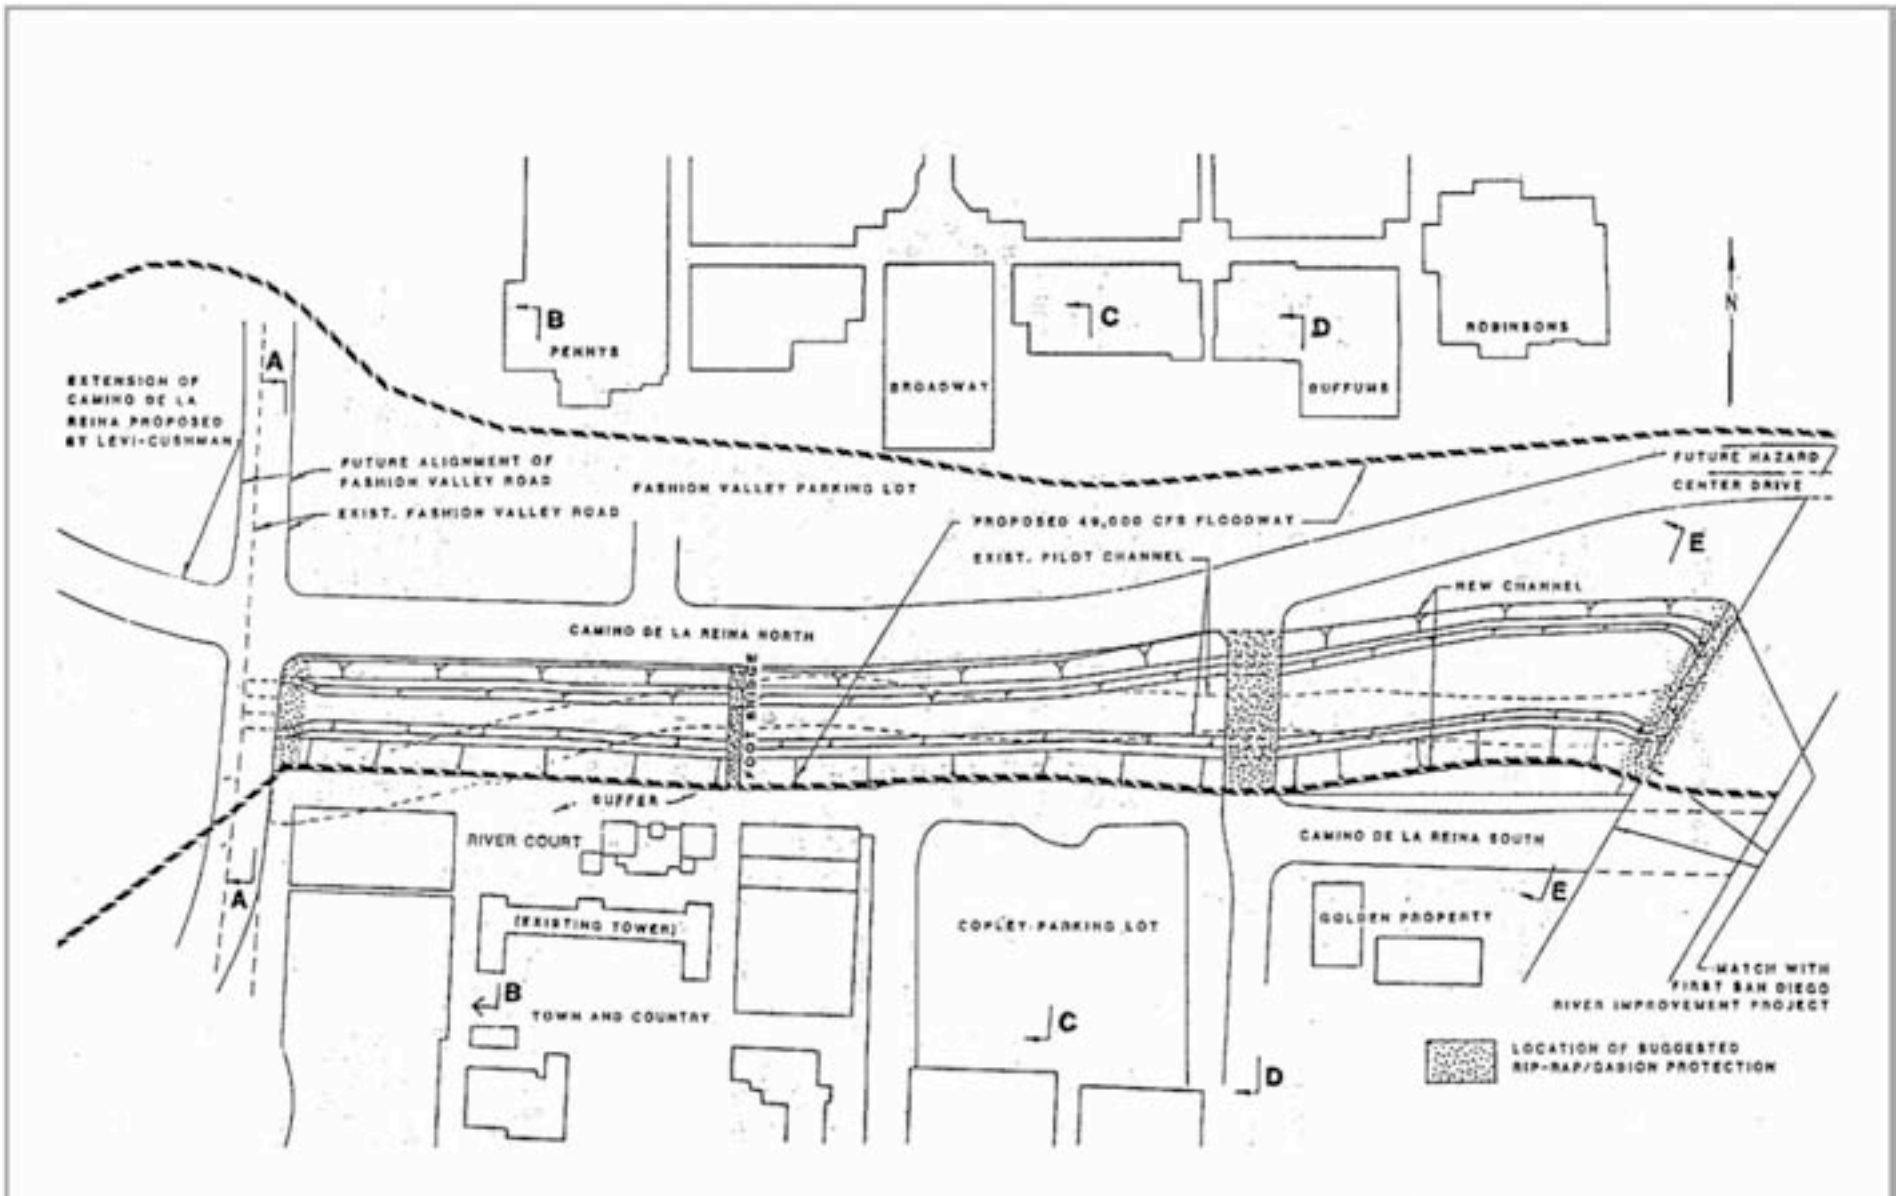 B
PENNYS
C
D
ROBINSONS
N
BROADWAY
BUFFUMS
A
EXTENSION OF
CAMINO DE LA
REINA PROPOSED
BY LEVI-CUSHMAN
FUTURE ALIGNMENT OF
FASHION VALLEY ROAD
EXIST. FASHION VALLEY ROAD
FASHION VALLEY PARKING LOT
FUTURE HAZARD
CENTER DRIVE
PROPOSED 49,000 CFS FLOODWAY
EXIST. PILOT CHANNEL
E
NEW CHANNEL
CAMINO DE LA REINA NORTH
FOOT BRIDGE
BUFFER
RIVER COURT
CAMINO DE LA REINA SOUTH
A
(EXISTING TOWER)
COPLEY PARKING LOT
GOLDEN PROPERTY
E
B
TOWN AND COUNTRY
C
D
MATCH WITH
FIRST SAN DIEGO
RIVER IMPROVEMENT PROJECT
LOCATION OF SUGGESTED
RIP-RAP/GABION PROTECTION